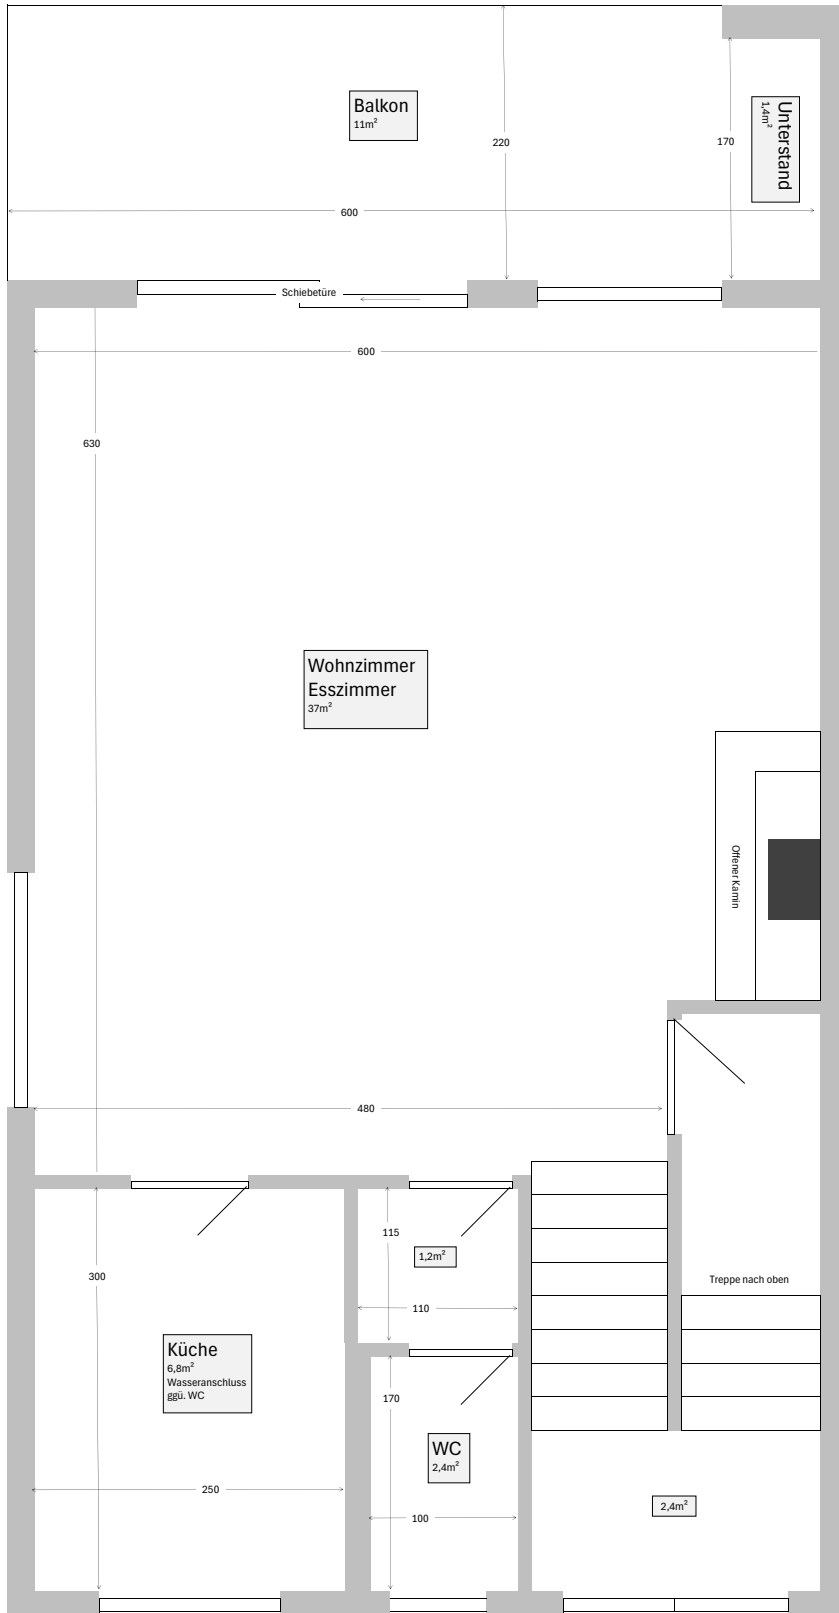 Balkon
11m²
220
170
Unterstand
1,4m²
600
Schiebetüre
600
630
Wohnzimmer
Esszimmer
37m²
Offener Kamin
480
115
1,2m²
300
Treppe nach oben
110
Küche
6,8m²
Wasseranschluss
ggü. WC
170
WC
2,4m²
250
2,4m²
100